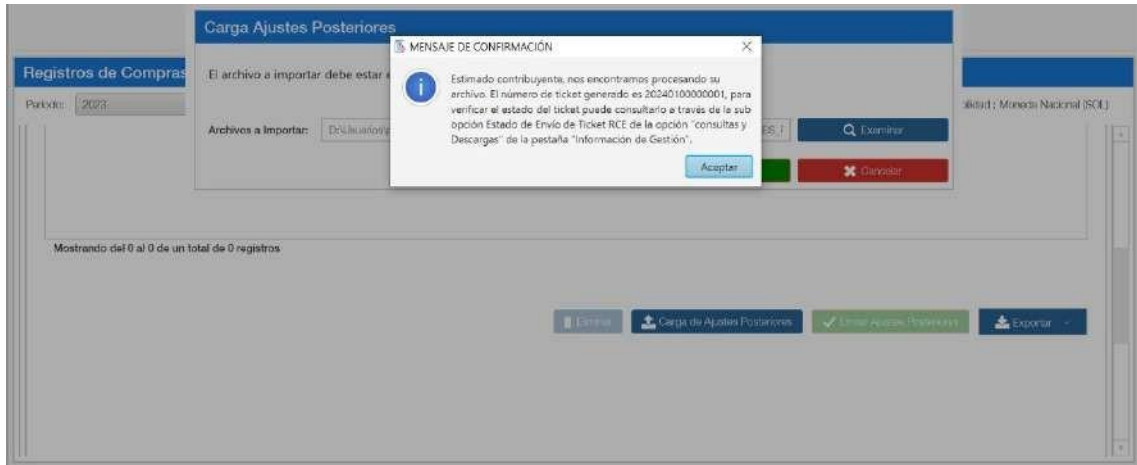 Carga Ajustes Posteriores
MENSAJE DE CONFIRMACIÓN
Estimado contribuyente, nos encontramos procesando su
archivo. El número de ticket generado es 20240100000001, para
verificar el estado del ticket puede consultarlo a través de la sub
opción Estado de Envío de Ticket RCE de la opción "consultas y
Descargas" de la pestaña "Información de Gestión".
Aceptar
Registros de Compras
El archivo a importar debe estar
Periodo: 2023
Moneda Nacional (SOL)
Archivos a Importar:
Examinar
Cancelar
Mostrando del 0 al 0 de un total de 0 registros
Eliminar
Carga de Ajustes Posteriores
Ajustes Posteriores
Exportar